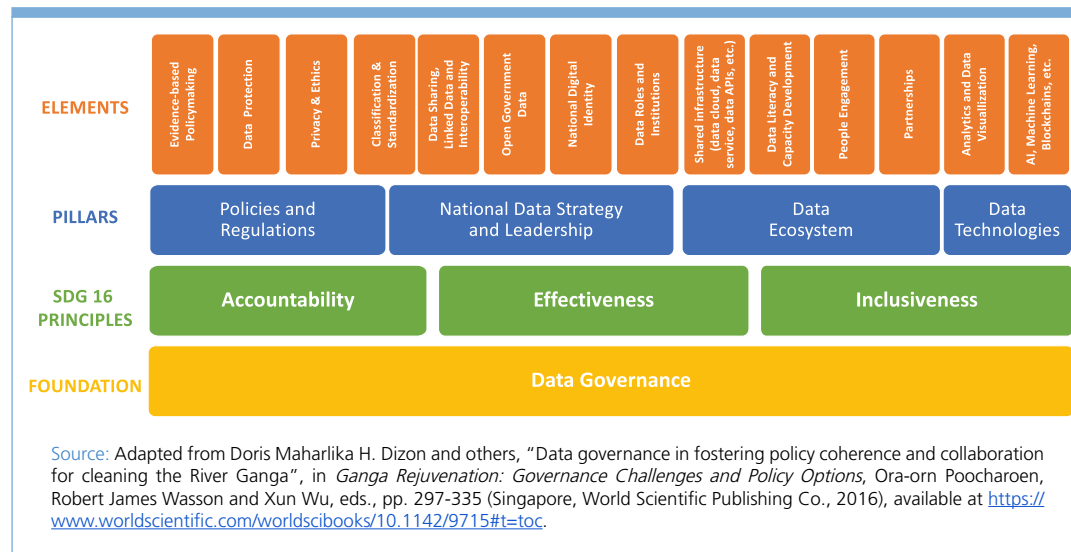 ELEMENTS
Evidence-based
Policymaking
Data Protection
Privacy & Ethics
Classification &
Standardization
Data Sharing,
Linked Data and
Interoperability
Open Government
Data
National Digital
Identity
Data Roles and
Institutions
Shared infrastructure
(data cloud, data
service, data APIs, etc.)
Data Literacy and
Capacity Development
People Engagement
Partnerships
Analytics and Data
Visuallization
AI, Machine Learning,
Blockchains, etc.
PILLARS
Policies and
Regulations
National Data Strategy
and Leadership
Data
Ecosystem
Data
Technologies
SDG 16
PRINCIPLES
Accountability
Effectiveness
Inclusiveness
FOUNDATION
Data Governance
Source: Adapted from Doris Maharlika H. Dizon and others, “Data governance in fostering policy coherence and collaboration
for cleaning the River Ganga”, in Ganga Rejuvenation: Governance Challenges and Policy Options, Ora-orn Poocharoen,
Robert James Wasson and Xun Wu, eds., pp. 297-335 (Singapore, World Scientific Publishing Co., 2016), available at https://
www.worldscientific.com/worldscibooks/10.1142/9715#t=toc.